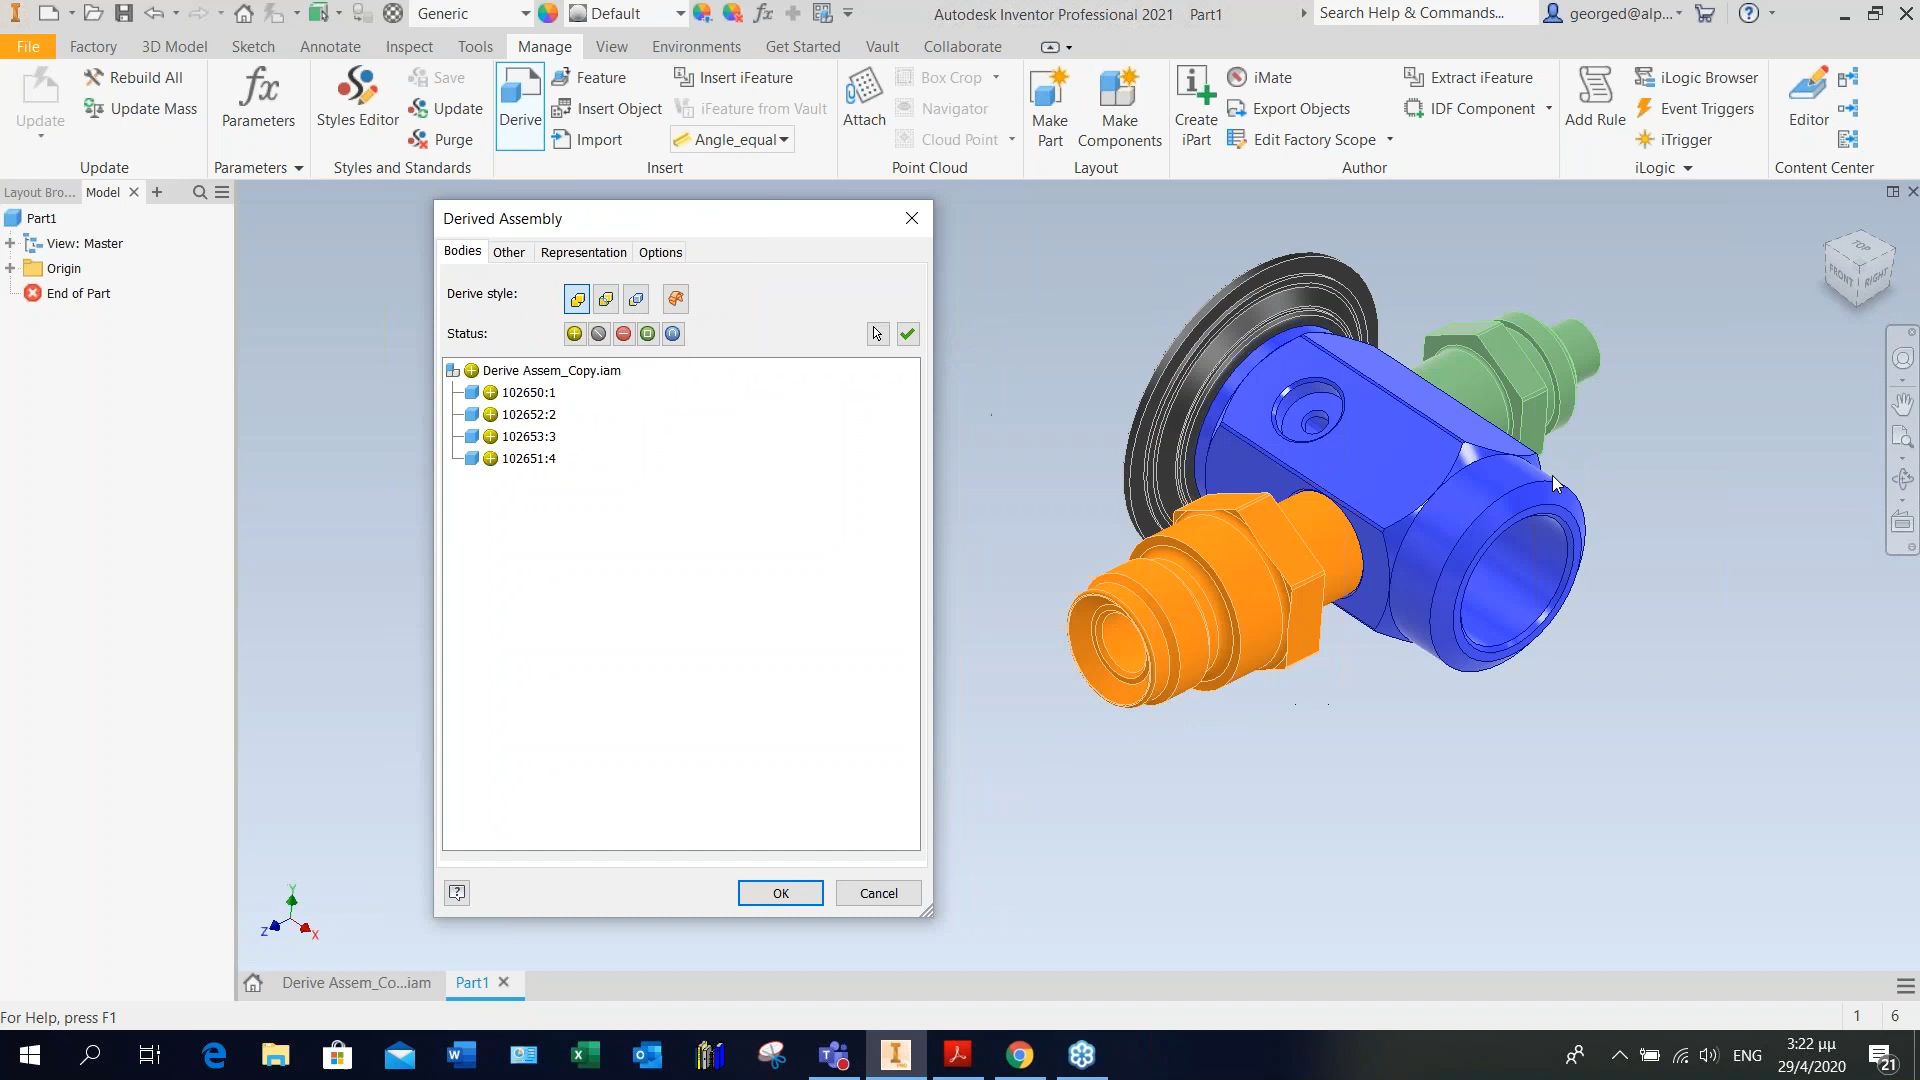 Generic Default Autodesk Inventor Professional 2021 Part1 Search Help & Commands... georged@alp...
File Factory 3D Model Sketch Annotate Inspect Tools Manage View Environments Get Started Vault Collaborate
Update
Rebuild All
Update Mass
Update
Parameters
Parameters
Styles Editor
Save
Update
Purge
Styles and Standards
Derive
Feature
Insert Object
Import
Insert iFeature
iFeature from Vault
Angle_equal
Insert
Attach
Box Crop
Navigator
Cloud Point
Point Cloud
Make
Part
Make
Components
Layout
Create
iPart
iMate
Export Objects
Edit Factory Scope
Extract iFeature
IDF Component
Author
Add Rule
iLogic Browser
Event Triggers
iTrigger
iLogic
Editor
Content Center
Layout Bro... Model
Part1
View: Master
Origin
End of Part
Derived Assembly
Bodies Other Representation Options
Derive style:
Status:
Derive Assem_Copy.iam
102650:1
102652:2
102653:3
102651:4
OK Cancel
TOP
FRONT
RIGHT
Y
Z
X
Derive Assem_Co...iam Part1
For Help, press F1
1 6
ENG
3:22 μμ
29/4/2020
21